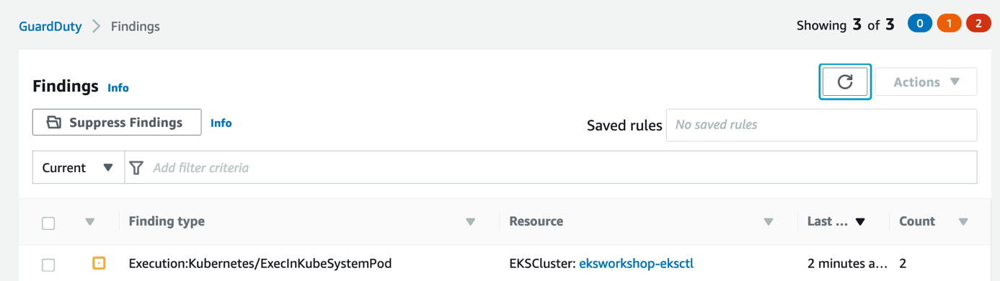 GuardDuty Findings
Showing 3 of 3 0 1 2
Findings Info
Actions
Suppress Findings Info
Saved rules No saved rules
Current Add filter criteria
Finding type Resource Last ... Count
Execution:Kubernetes/ExecInKubeSystemPod EKSCluster: eksworkshop-eksctl 2 minutes a... 2